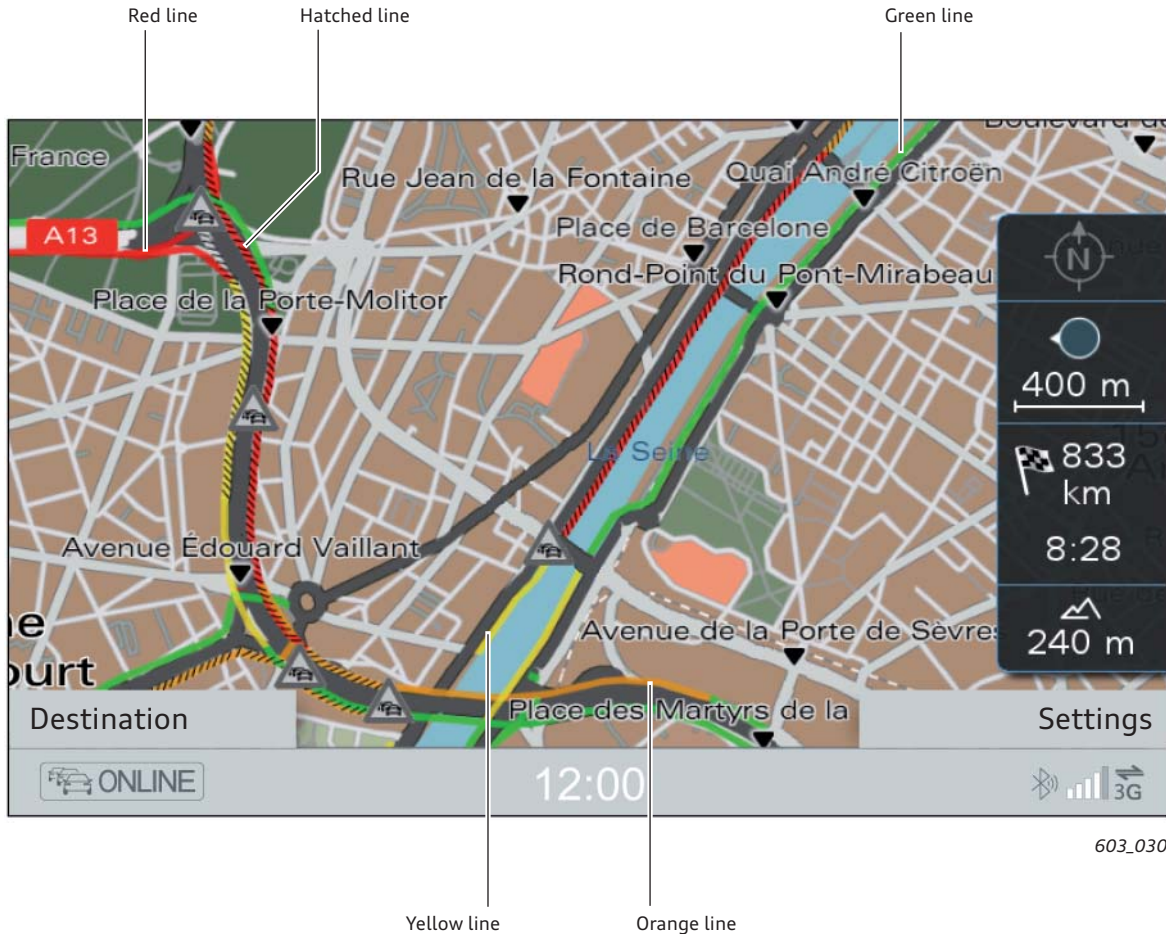 Red line
Hatched line
Green line
France
Rue Jean de la Fontaine
Quai André Citroën
A13
Place de Barcelone
N
Rond-Point du Pont-Mirabeau
Place de la Porte-Molitor
400 m
La Seine
833
km
Avenue Édouard Vaillant
8:28
Avenue de la Porte de Sèvres
240 m
Destination
Place des Martyrs de la
Settings
ONLINE
12:00
3G
603_030
Yellow line
Orange line